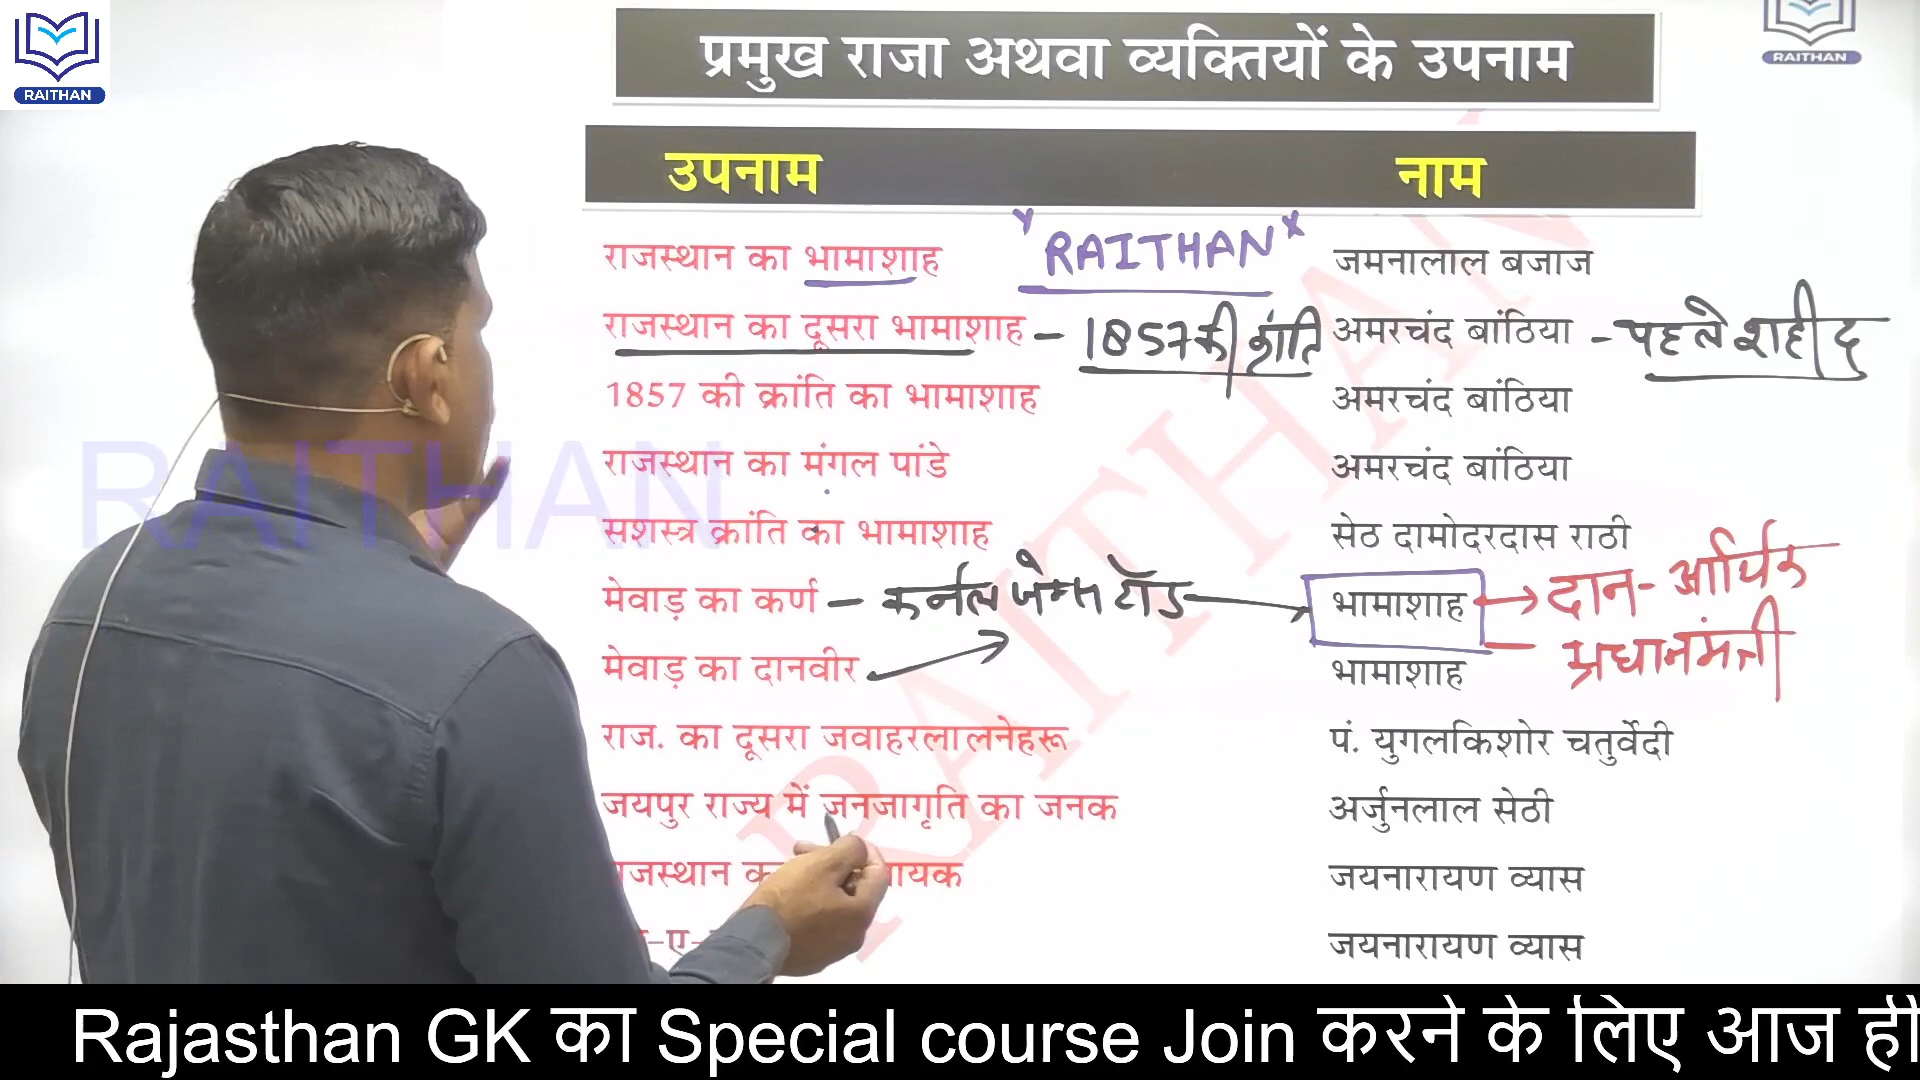 RAITHAN
RAITHAN
प्रमुख राजा अथवा व्यक्तियों के उपनाम
उपनाम नाम
राजस्थान का भामाशाह RAITHAN जमनालाल बजाज
राजस्थान का दूसरा भामाशाह – 1857 की क्रांति अमरचंद बांठिया – पहले शहीद
1857 की क्रांति का भामाशाह अमरचंद बांठिया
राजस्थान का मंगल पांडे अमरचंद बांठिया
RAITHAN
सशस्त्र क्रांति का भामाशाह सेठ दामोदरदास राठी
मेवाड़ का कर्ण – कर्नल जेम्स टॉड भामाशाह दान - आर्थिक
प्रधानमंत्री
मेवाड़ का दानवीर भामाशाह
राज. का दूसरा जवाहरलालनेहरू पं. युगलकिशोर चतुर्वेदी
जयपुर राज्य में जनजागृति का जनक अर्जुनलाल सेठी
जयनारायण व्यास
जयनारायण व्यास
RAITHAN
Rajasthan GK का Special course Join करने के लिए आज ही